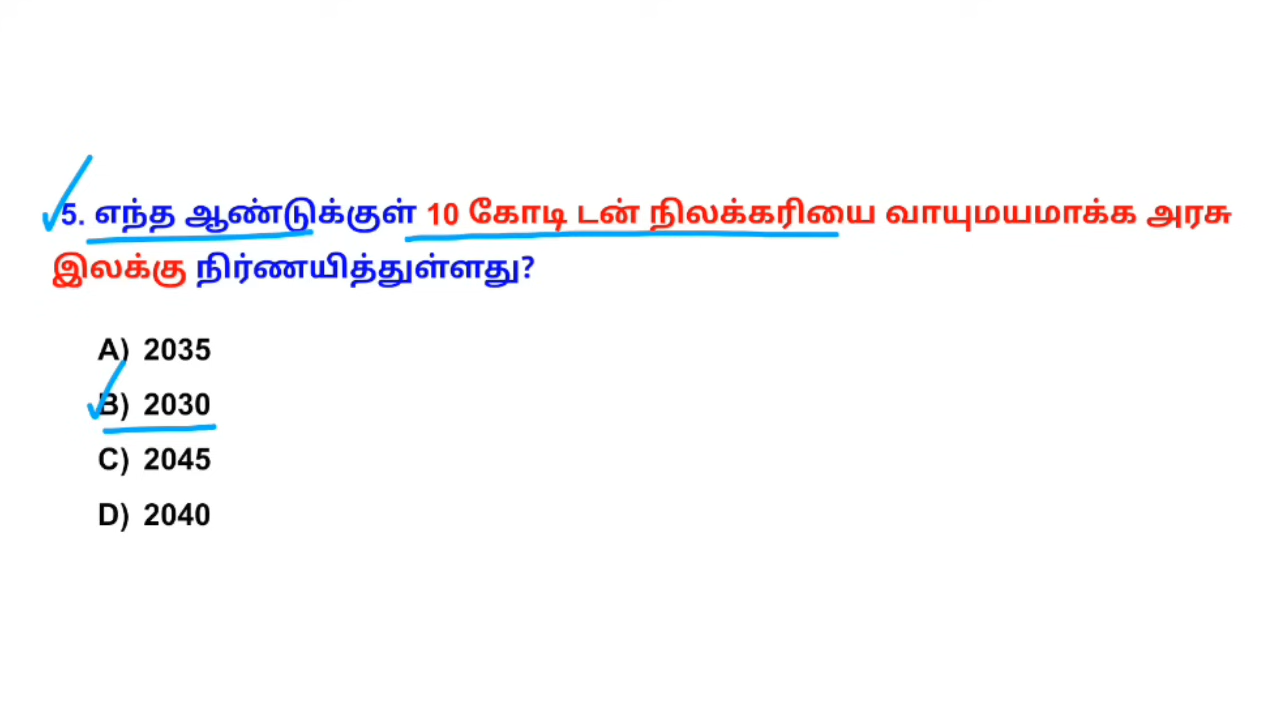 5. எந்த ஆண்டுக்குள் 10 கோடி டன் நிலக்கரியை வாயுமயமாக்க அரசு
இலக்கு நிர்ணயித்துள்ளது?
A) 2035
B) 2030
C) 2045
D) 2040